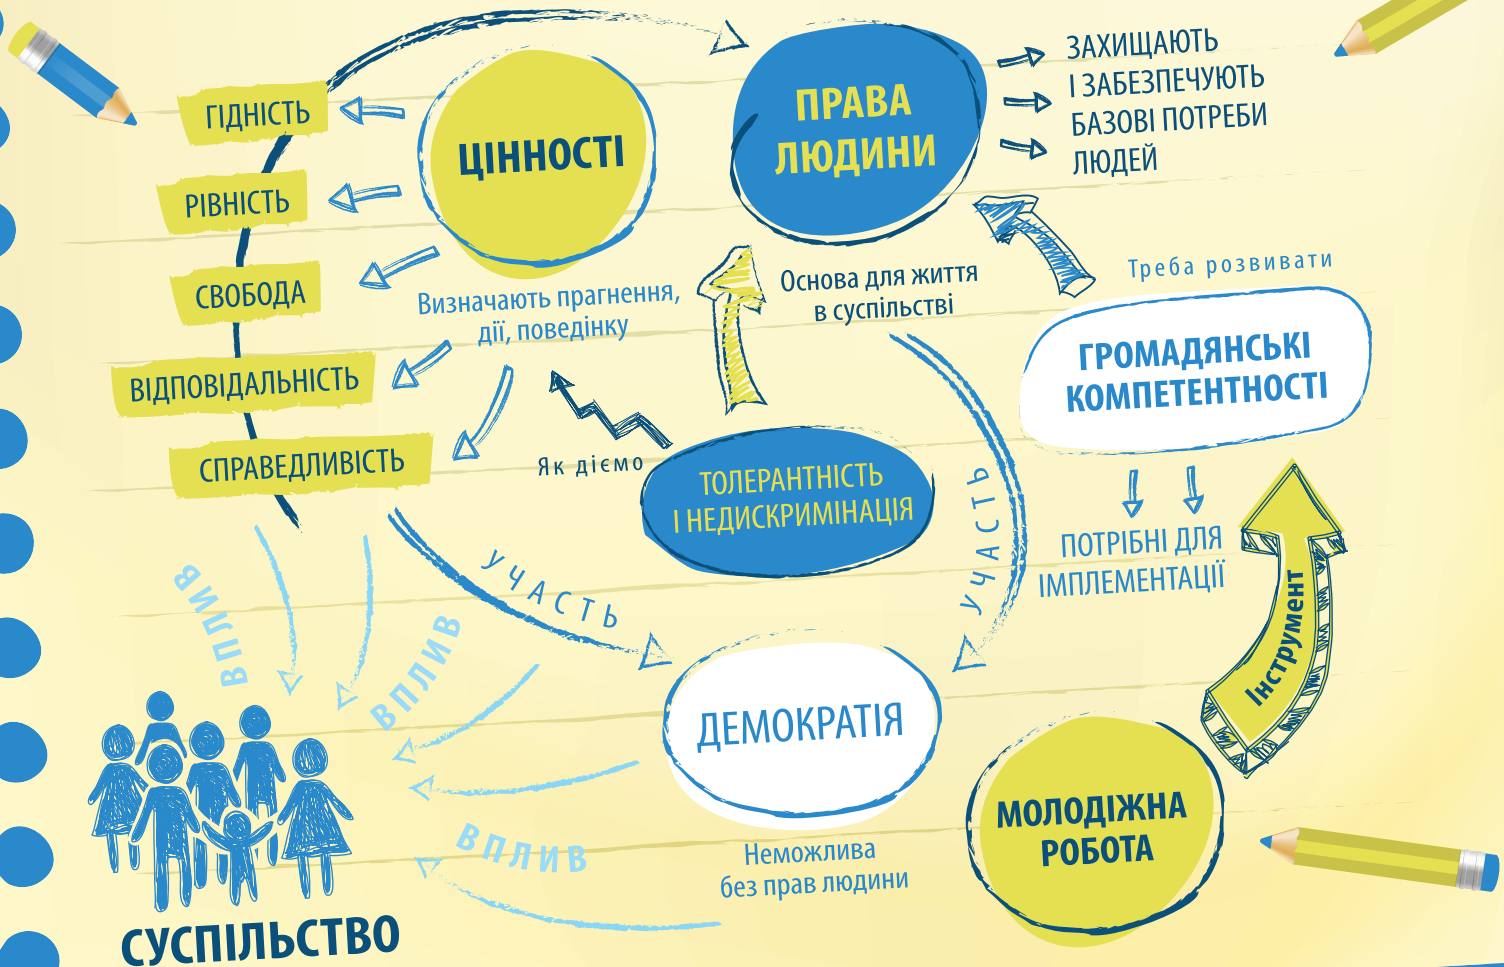 ЦІННОСТІ
ГІДНІСТЬ
РІВНІСТЬ
СВОБОДА
ВІДПОВІДАЛЬНІСТЬ
СПРАВЕДЛИВІСТЬ
Визначають прагнення,
дії, поведінку
ПРАВА
ЛЮДИНИ
ЗАХИЩАЮТЬ
І ЗАБЕЗПЕЧУЮТЬ
БАЗОВІ ПОТРЕБИ
ЛЮДЕЙ
Основа для життя
в суспільстві
Треба розвивати
ГРОМАДЯНСЬКІ
КОМПЕТЕНТНОСТІ
ПОТРІБНІ ДЛЯ
ІМПЛЕМЕНТАЦІЇ
Як діємо
ТОЛЕРАНТНІСТЬ
І НЕДИСКРИМІНАЦІЯ
УЧАСТЬ
УЧАСТЬ
Інструмент
ВПЛИВ
ВПЛИВ
ВПЛИВ
ДЕМОКРАТІЯ
Неможлива
без прав людини
МОЛОДІЖНА
РОБОТА
СУСПІЛЬСТВО